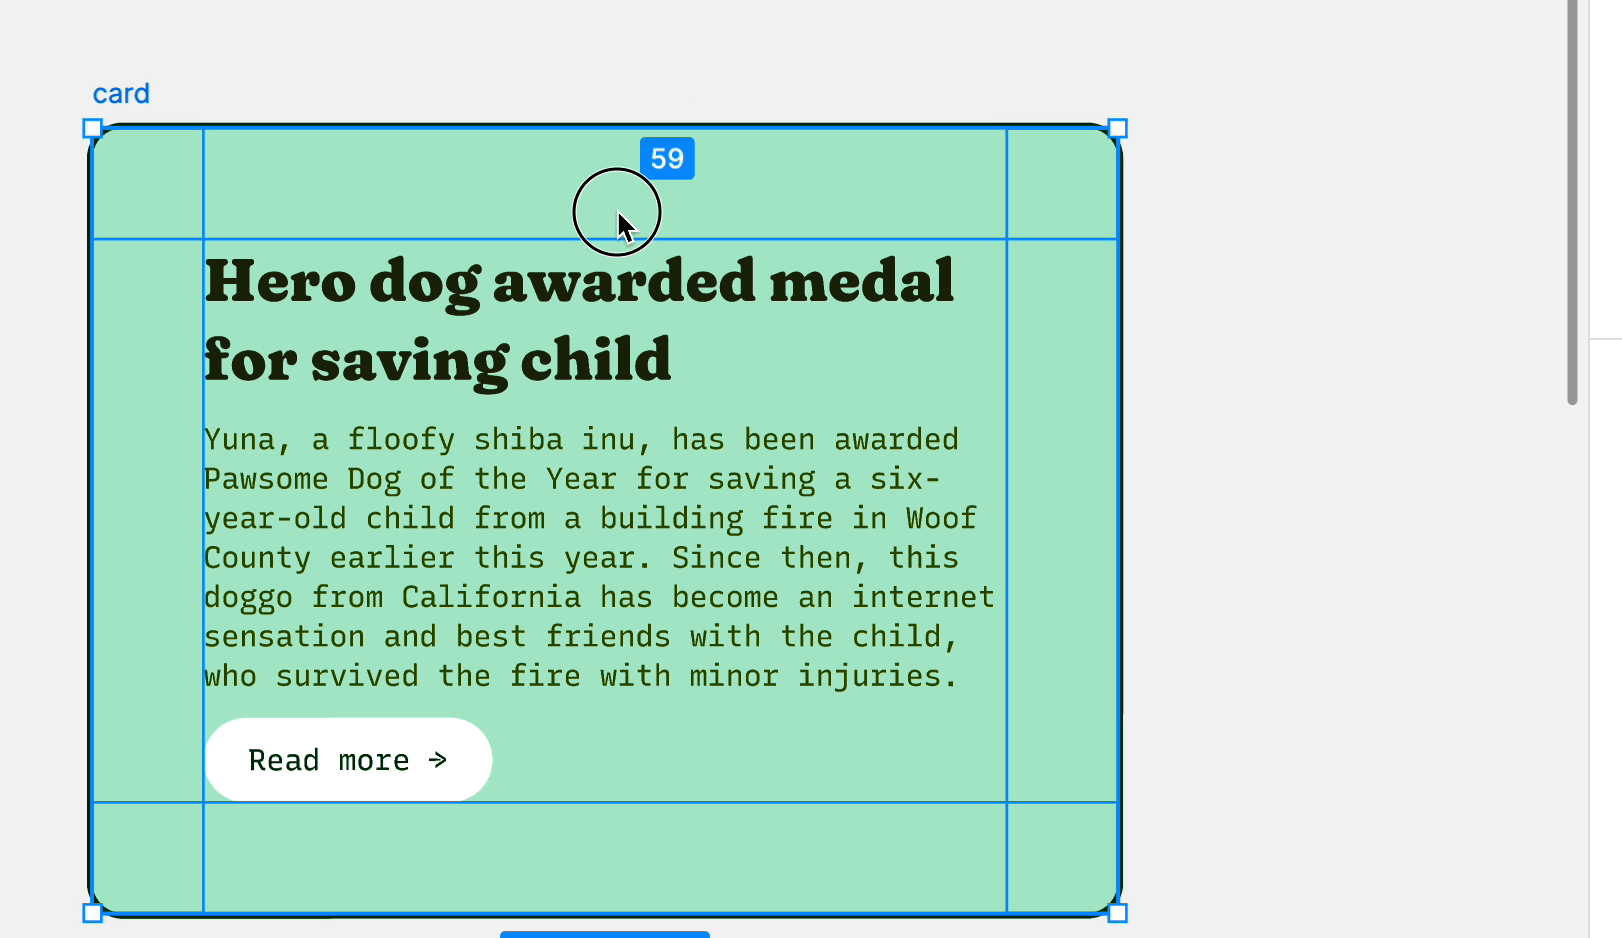 card
59
Hero dog awarded medal
for saving child
Yuna, a floofy shiba inu, has been awarded
Pawsome Dog of the Year for saving a six-
year-old child from a building fire in Woof
County earlier this year. Since then, this
doggo from California has become an internet
sensation and best friends with the child,
who survived the fire with minor injuries.
Read more →